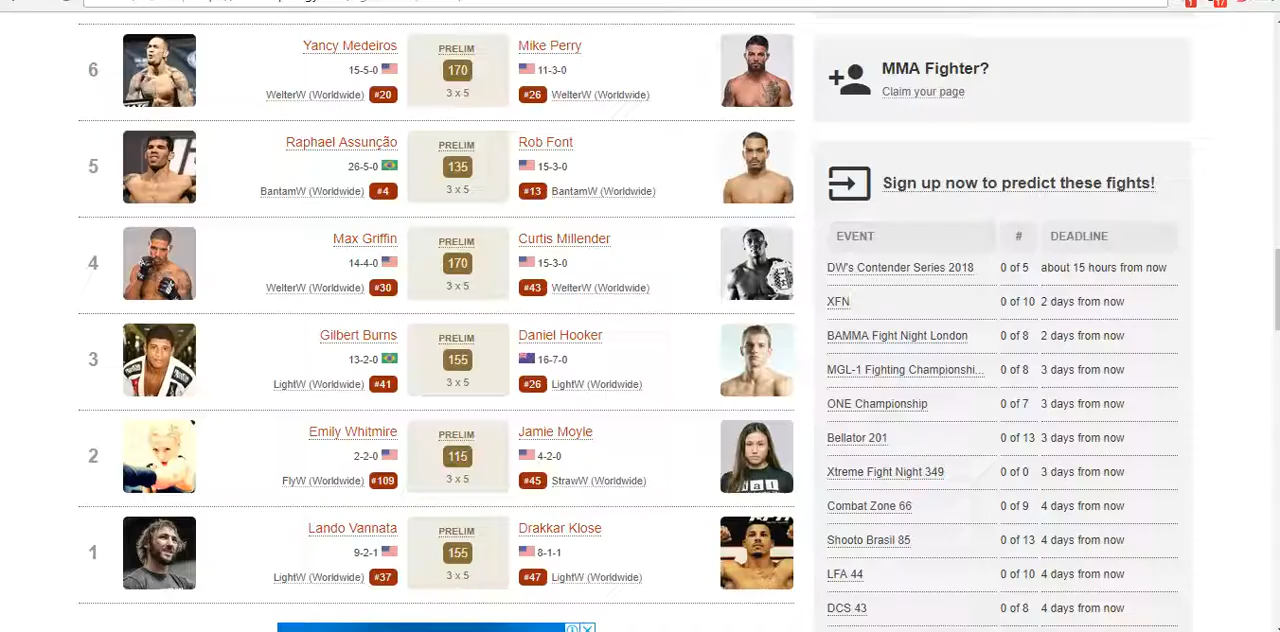 6
Yancy Medeiros
15-5-0
WelterW (Worldwide) #20
PRELIM
170
3 x 5
Mike Perry
11-3-0
#26 WelterW (Worldwide)
5
Raphael Assunção
26-5-0
BantamW (Worldwide) #4
PRELIM
135
3 x 5
Rob Font
15-3-0
#13 BantamW (Worldwide)
4
Max Griffin
14-4-0
WelterW (Worldwide) #30
PRELIM
170
3 x 5
Curtis Millender
15-3-0
#43 WelterW (Worldwide)
3
Gilbert Burns
13-2-0
LightW (Worldwide) #41
PRELIM
155
3 x 5
Daniel Hooker
16-7-0
#26 LightW (Worldwide)
2
Emily Whitmire
2-2-0
FlyW (Worldwide) #109
PRELIM
115
3 x 5
Jamie Moyle
4-2-0
#45 StrawW (Worldwide)
1
Lando Vannata
9-2-1
LightW (Worldwide) #37
PRELIM
155
3 x 5
Drakkar Klose
8-1-1
#47 LightW (Worldwide)
MMA Fighter?
Claim your page
Sign up now to predict these fights!
EVENT # DEADLINE
DW's Contender Series 2018 0 of 5 about 15 hours from now
XFN 0 of 10 2 days from now
BAMMA Fight Night London 0 of 8 2 days from now
MGL-1 Fighting Championshi... 0 of 8 3 days from now
ONE Championship 0 of 7 3 days from now
Bellator 201 0 of 13 3 days from now
Xtreme Fight Night 349 0 of 0 3 days from now
Combat Zone 66 0 of 9 4 days from now
Shooto Brasil 85 0 of 13 4 days from now
LFA 44 0 of 10 4 days from now
DCS 43 0 of 8 4 days from now